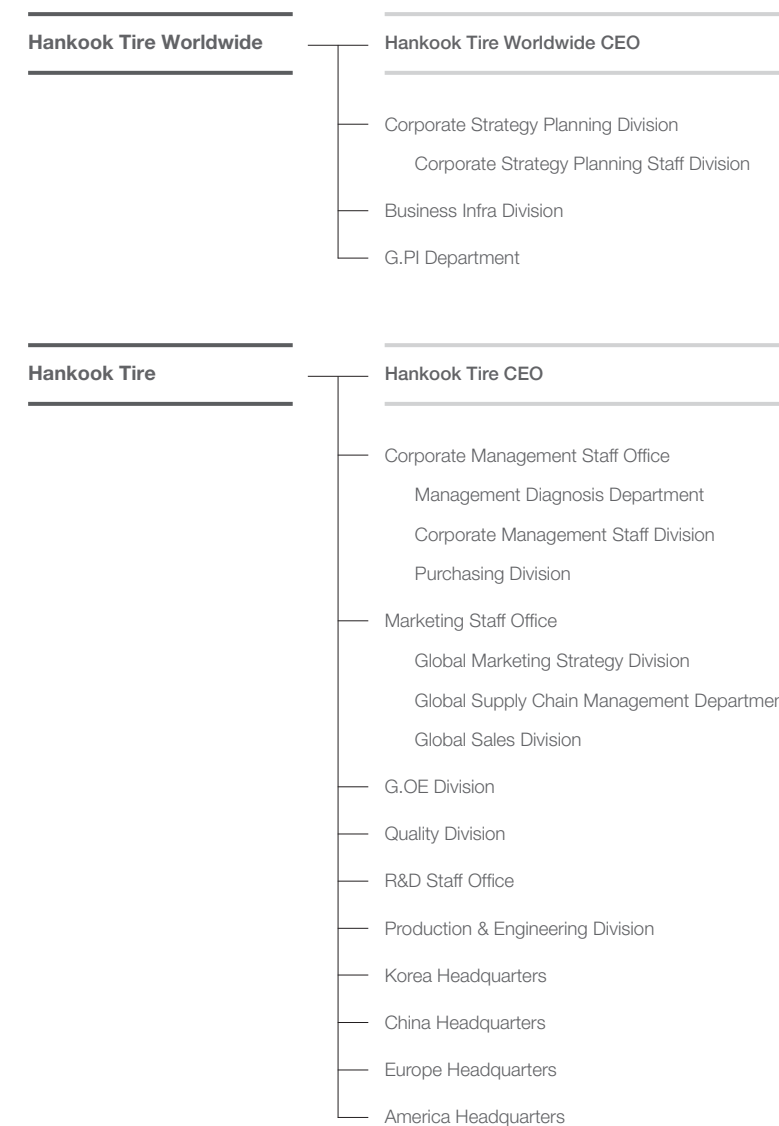 Hankook Tire Worldwide
Hankook Tire Worldwide CEO
Corporate Strategy Planning Division
Corporate Strategy Planning Staff Division
Business Infra Division
G.PI Department
Hankook Tire
Hankook Tire CEO
Corporate Management Staff Office
Management Diagnosis Department
Corporate Management Staff Division
Purchasing Division
Marketing Staff Office
Global Marketing Strategy Division
Global Supply Chain Management Departmen
Global Sales Division
G.OE Division
Quality Division
R&D Staff Office
Production & Engineering Division
Korea Headquarters
China Headquarters
Europe Headquarters
America Headquarters